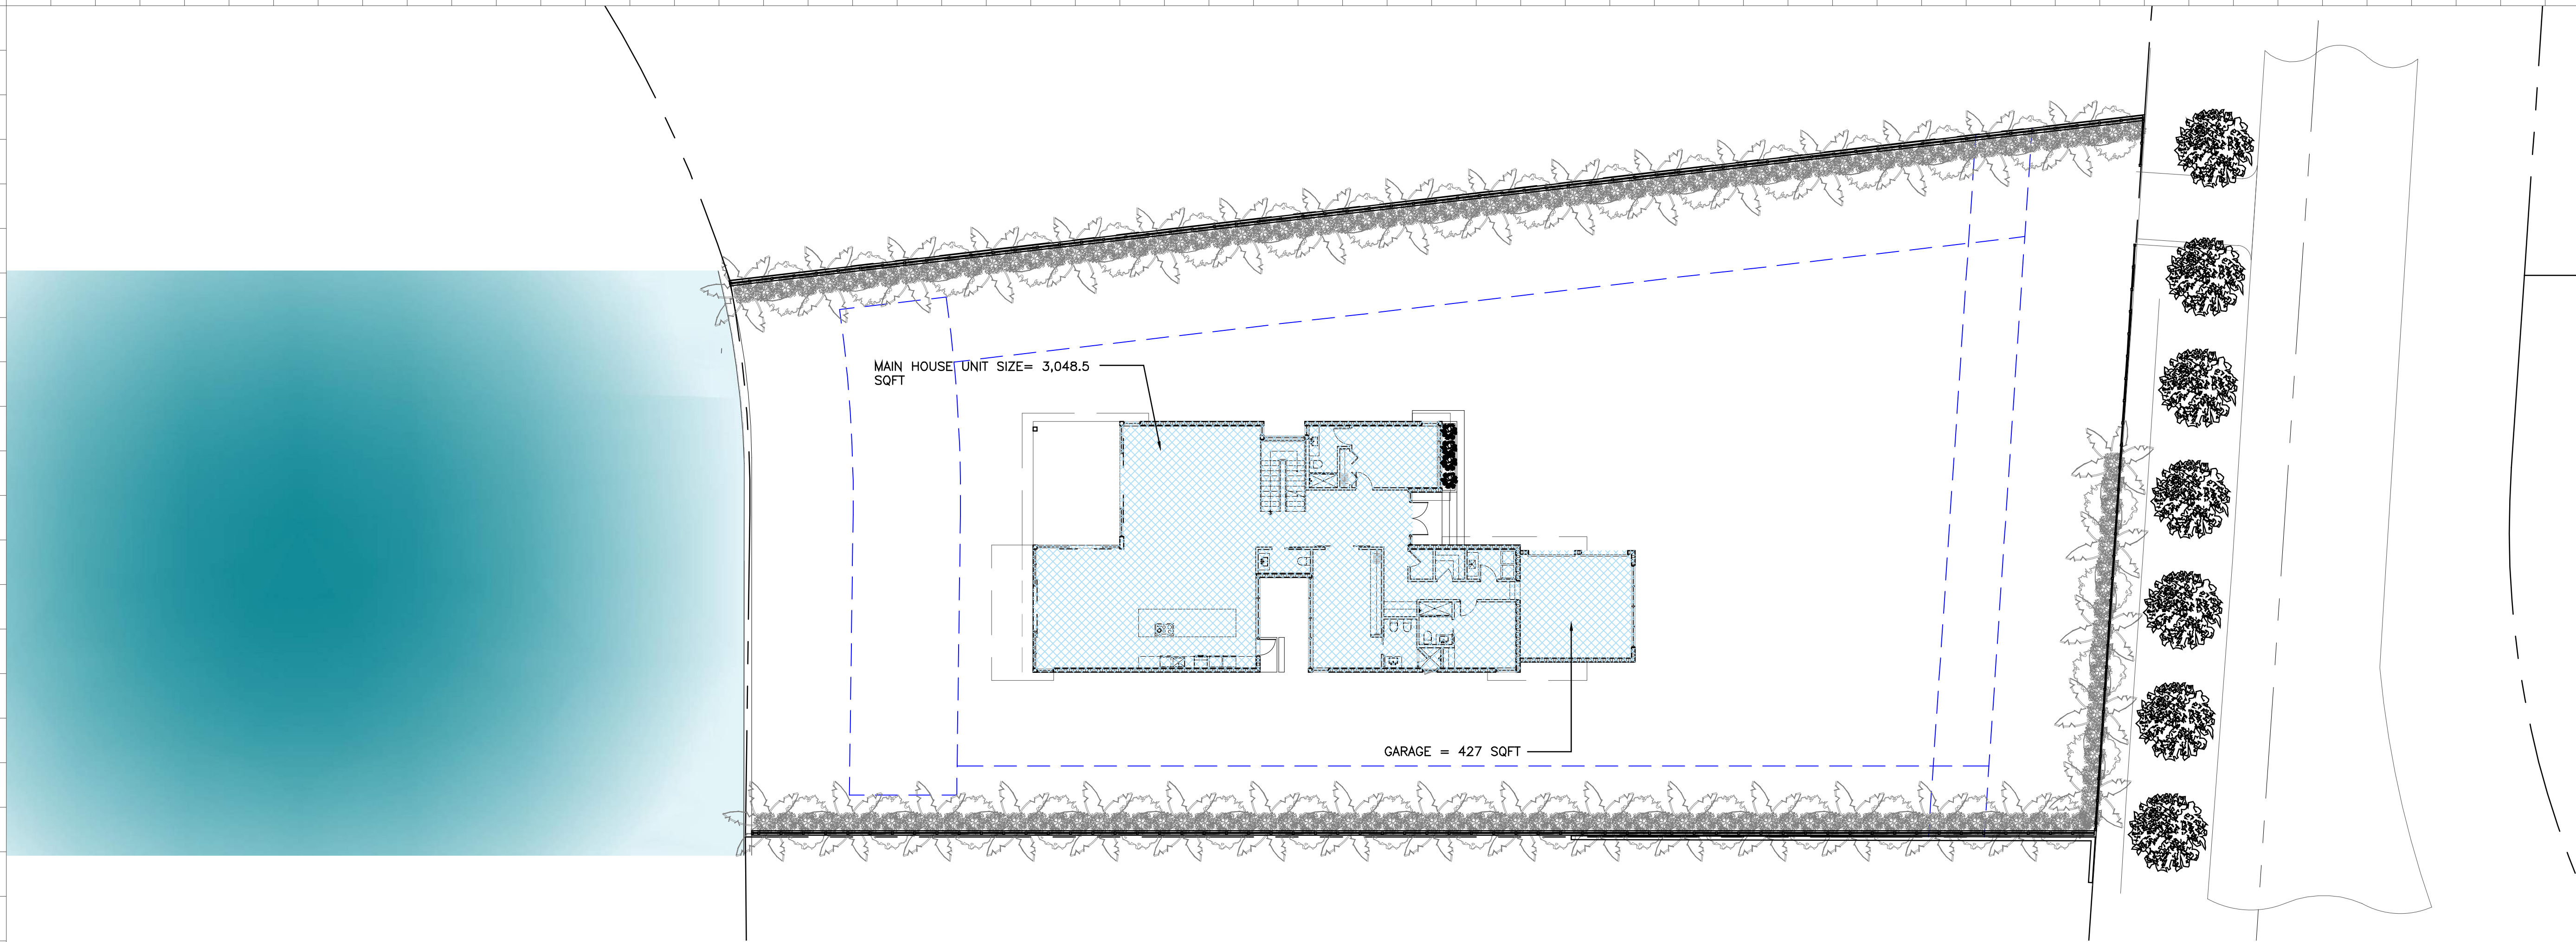 MAIN HOUSE UNIT SIZE= 3,048.5
SQFT
GARAGE = 427 SQFT